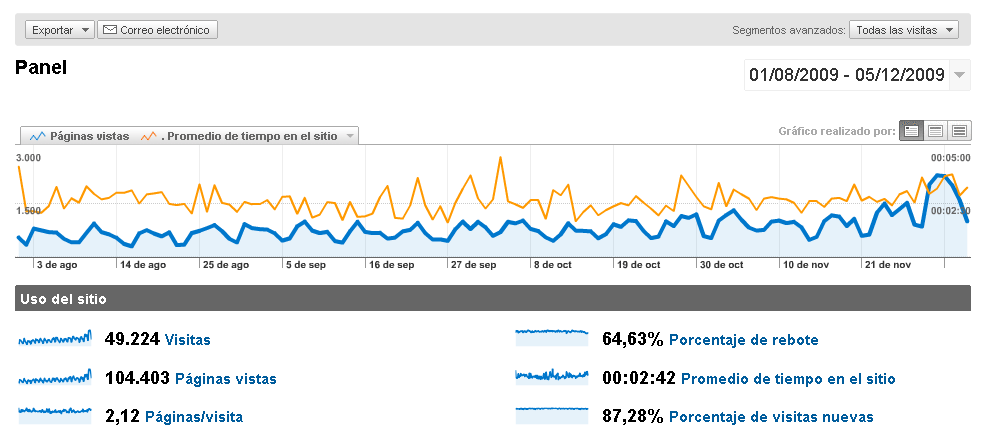 Exportar Correo electrónico Segmentos avanzados: Todas las visitas
Panel
01/08/2009 - 05/12/2009
Páginas vistas . Promedio de tiempo en el sitio Gráfico realizado por:
3.000 00:05:00
1.500 00:02:30
3 de ago 14 de ago 25 de ago 5 de sep 16 de sep 27 de sep 8 de oct 19 de oct 30 de oct 10 de nov 21 de nov
Uso del sitio
49.224 Visitas 64,63% Porcentaje de rebote
104.403 Páginas vistas 00:02:42 Promedio de tiempo en el sitio
2,12 Páginas/visita 87,28% Porcentaje de visitas nuevas